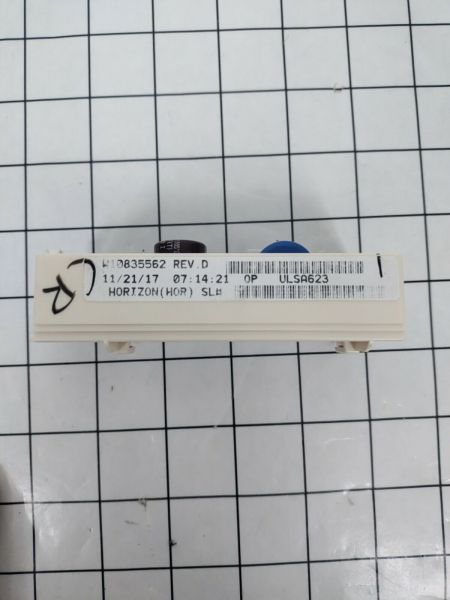 W10835562 REV.D
11/21/17 07:14:21 OP ULSA623
HORIZON(HOR) SL#
R